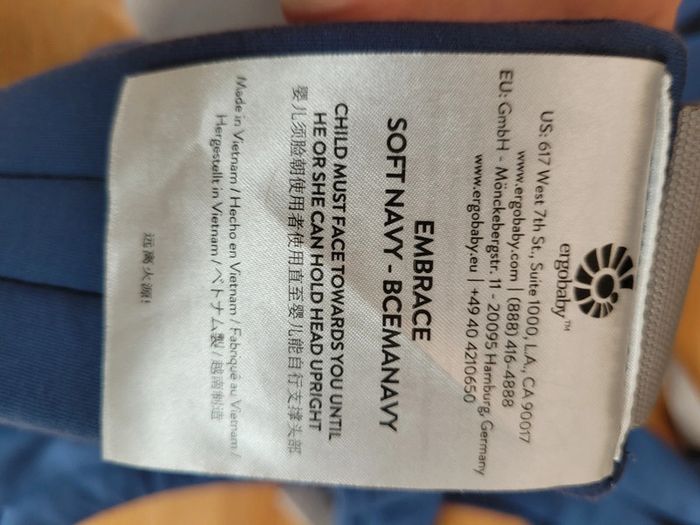 ergobaby™
US: 617 West 7th St., Suite 1000, L.A., CA 90017
www.ergobaby.com | (888) 416-4888
EU: GmbH - Mönckebergstr. 11 - 20095 Hamburg, Germany
www.ergobaby.eu | +49 40 4210650
EMBRACE
SOFT NAVY - BCEMANAVY
CHILD MUST FACE TOWARDS YOU UNTIL
HE OR SHE CAN HOLD HEAD UPRIGHT
婴儿须脸朝使用者使用直至婴儿能自行支撑头部
Made in Vietnam / Hecho en Vietnam / Fabriqué au Vietnam /
Hergestellt in Vietnam / ベトナム製 / 越南制造
远离火源!